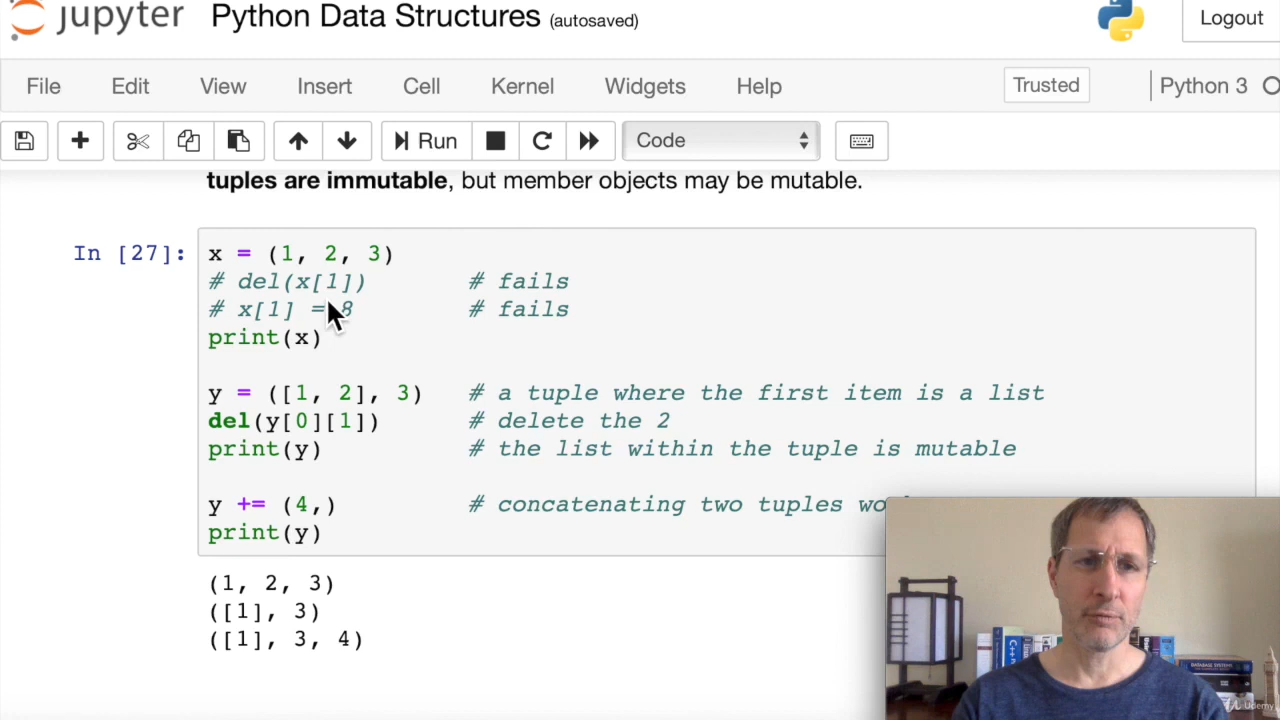 jupyter Python Data Structures (autosaved) Logout
File Edit View Insert Cell Kernel Widgets Help Trusted Python 3
Run Code
tuples are immutable, but member objects may be mutable.
In [27]: x = (1, 2, 3)
# del(x[1]) # fails
# x[1] = 8 # fails
print(x)
y = ([1, 2], 3) # a tuple where the first item is a list
del(y[0][1]) # delete the 2
print(y) # the list within the tuple is mutable
y += (4,) # concatenating two tuples
print(y)
(1, 2, 3)
([1], 3)
([1], 3, 4)
C++
DATABASE SYSTEMS
Udemy